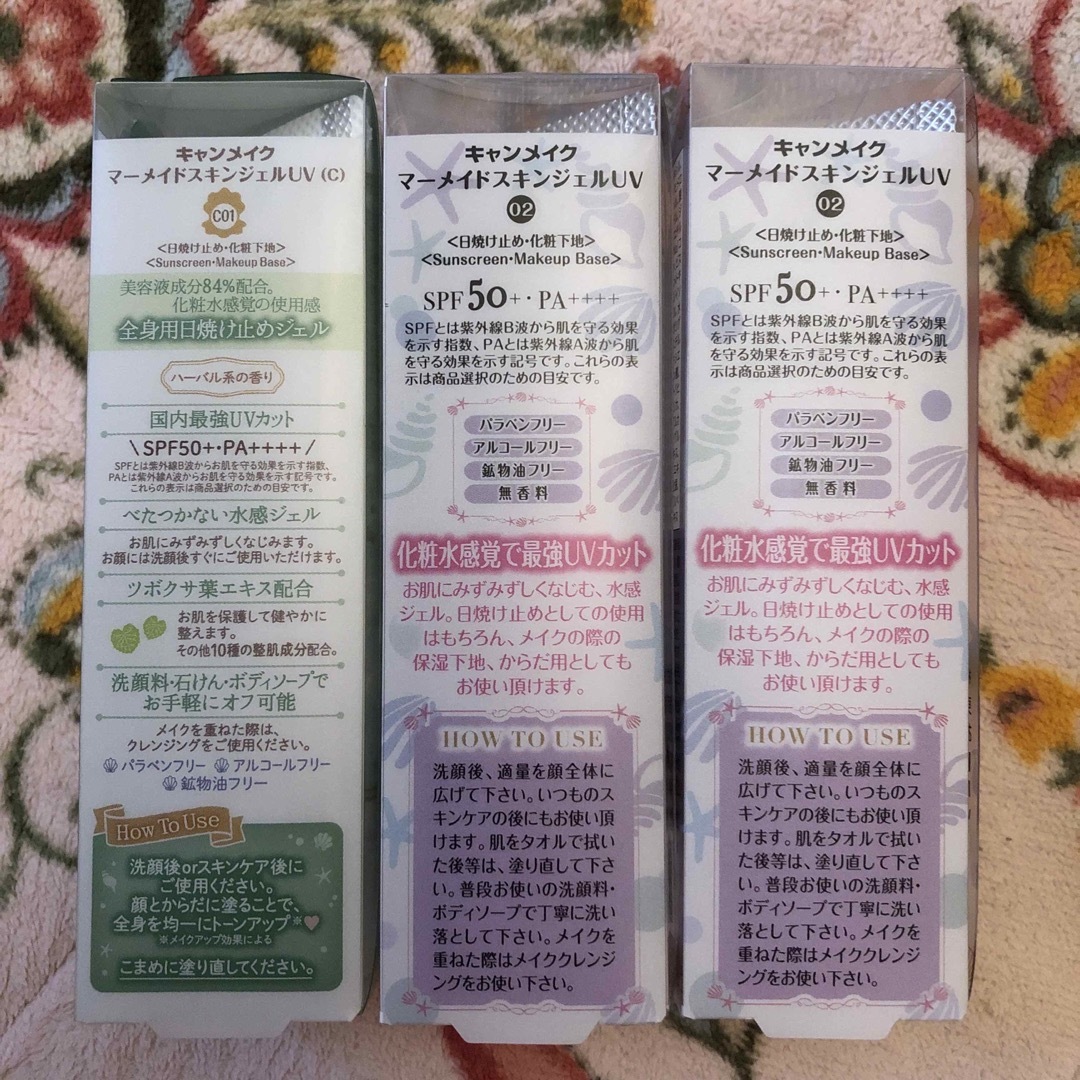 キャンメイク
マーメイドスキンジェルUV (C)
C01
<日焼け止め・化粧下地>
<Sunscreen・Makeup Base>
美容液成分84%配合。
化粧水感覚の使用感
全身用日焼け止めジェル
ハーバル系の香り
国内最強UVカット
\ SPF50+・PA++++ /
SPFとは紫外線B波からお肌を守る効果を示す指数、
PAとは紫外線A波からお肌を守る効果を示す記号です。
これらの表示は商品選択のための目安です。
べたつかない水感ジェル
お肌にみずみずしくなじみます。
お顔には洗顔後すぐにご使用いただけます。
ツボクサ葉エキス配合
お肌を保護して健やかに
整えます。
その他10種の整肌成分配合。
洗顔料・石けん・ボディソープで
お手軽にオフ可能
メイクを重ねた際は、
クレンジングをご使用ください。
パラベンフリー アルコールフリー
鉱物油フリー
How To Use
洗顔後orスキンケア後に
ご使用ください。
顔とからだに塗ることで、
全身を均一にトーンアップ※♥
※メイクアップ効果による
こまめに塗り直してください。
キャンメイク
マーメイドスキンジェルUV
02
<日焼け止め・化粧下地>
<Sunscreen・Makeup Base>
SPF 50+・PA++++
SPFとは紫外線B波から肌を守る効果
を示す指数、PAとは紫外線A波から肌
を守る効果を示す記号です。これらの表
示は商品選択のための目安です。
パラベンフリー
アルコールフリー
鉱物油フリー
無香料
化粧水感覚で最強UVカット
お肌にみずみずしくなじむ、水感
ジェル。日焼け止めとしての使用
はもちろん、メイクの際の
保湿下地、からだ用としても
お使い頂けます。
HOW TO USE
洗顔後、適量を顔全体に
広げて下さい。いつものス
キンケアの後にもお使い頂
けます。肌をタオルで拭い
た後等は、塗り直して下さ
い。普段お使いの洗顔料・
ボディソープで丁寧に洗い
落として下さい。メイクを
重ねた際はメイククレンジ
ングをお使い下さい。
キャンメイク
マーメイドスキンジェルUV
02
<日焼け止め・化粧下地>
<Sunscreen・Makeup Base>
SPF 50+・PA++++
SPFとは紫外線B波から肌を守る効果
を示す指数、PAとは紫外線A波から肌
を守る効果を示す記号です。これらの表
示は商品選択のための目安です。
パラベンフリー
アルコールフリー
鉱物油フリー
無香料
化粧水感覚で最強UVカット
お肌にみずみずしくなじむ、水感
ジェル。日焼け止めとしての使用
はもちろん、メイクの際の
保湿下地、からだ用としても
お使い頂けます。
HOW TO USE
洗顔後、適量を顔全体に
広げて下さい。いつものス
キンケアの後にもお使い頂
けます。肌をタオルで拭い
た後等は、塗り直して下さ
い。普段お使いの洗顔料・
ボディソープで丁寧に洗い
落として下さい。メイクを
重ねた際はメイククレンジ
ングをお使い下さい。